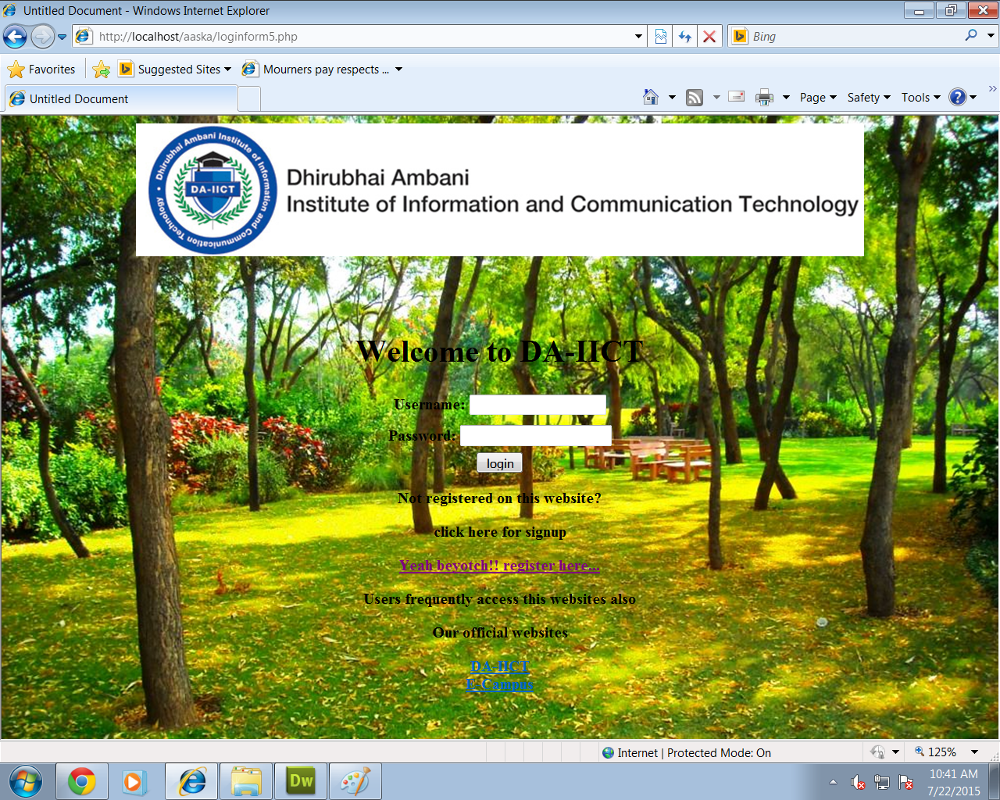 Untitled Document - Windows Internet Explorer
http://localhost/aaska/loginform5.php
Bing
Favorites
Suggested Sites
Mourners pay respects ...
Untitled Document
Page
Safety
Tools
Dhirubhai Ambani Institute of Information and Communication Technology
DA-IICT
Dhirubhai Ambani
Institute of Information and Communication Technology
Welcome to DA-IICT
Username:
Password:
login
Not registered on this website?
click here for signup
Yeah beyotch!! register here...
Users frequently access this websites also
Our official websites
DA-IICT
E-Campus
Internet | Protected Mode: On
125%
Dw
10:41 AM
7/22/2015